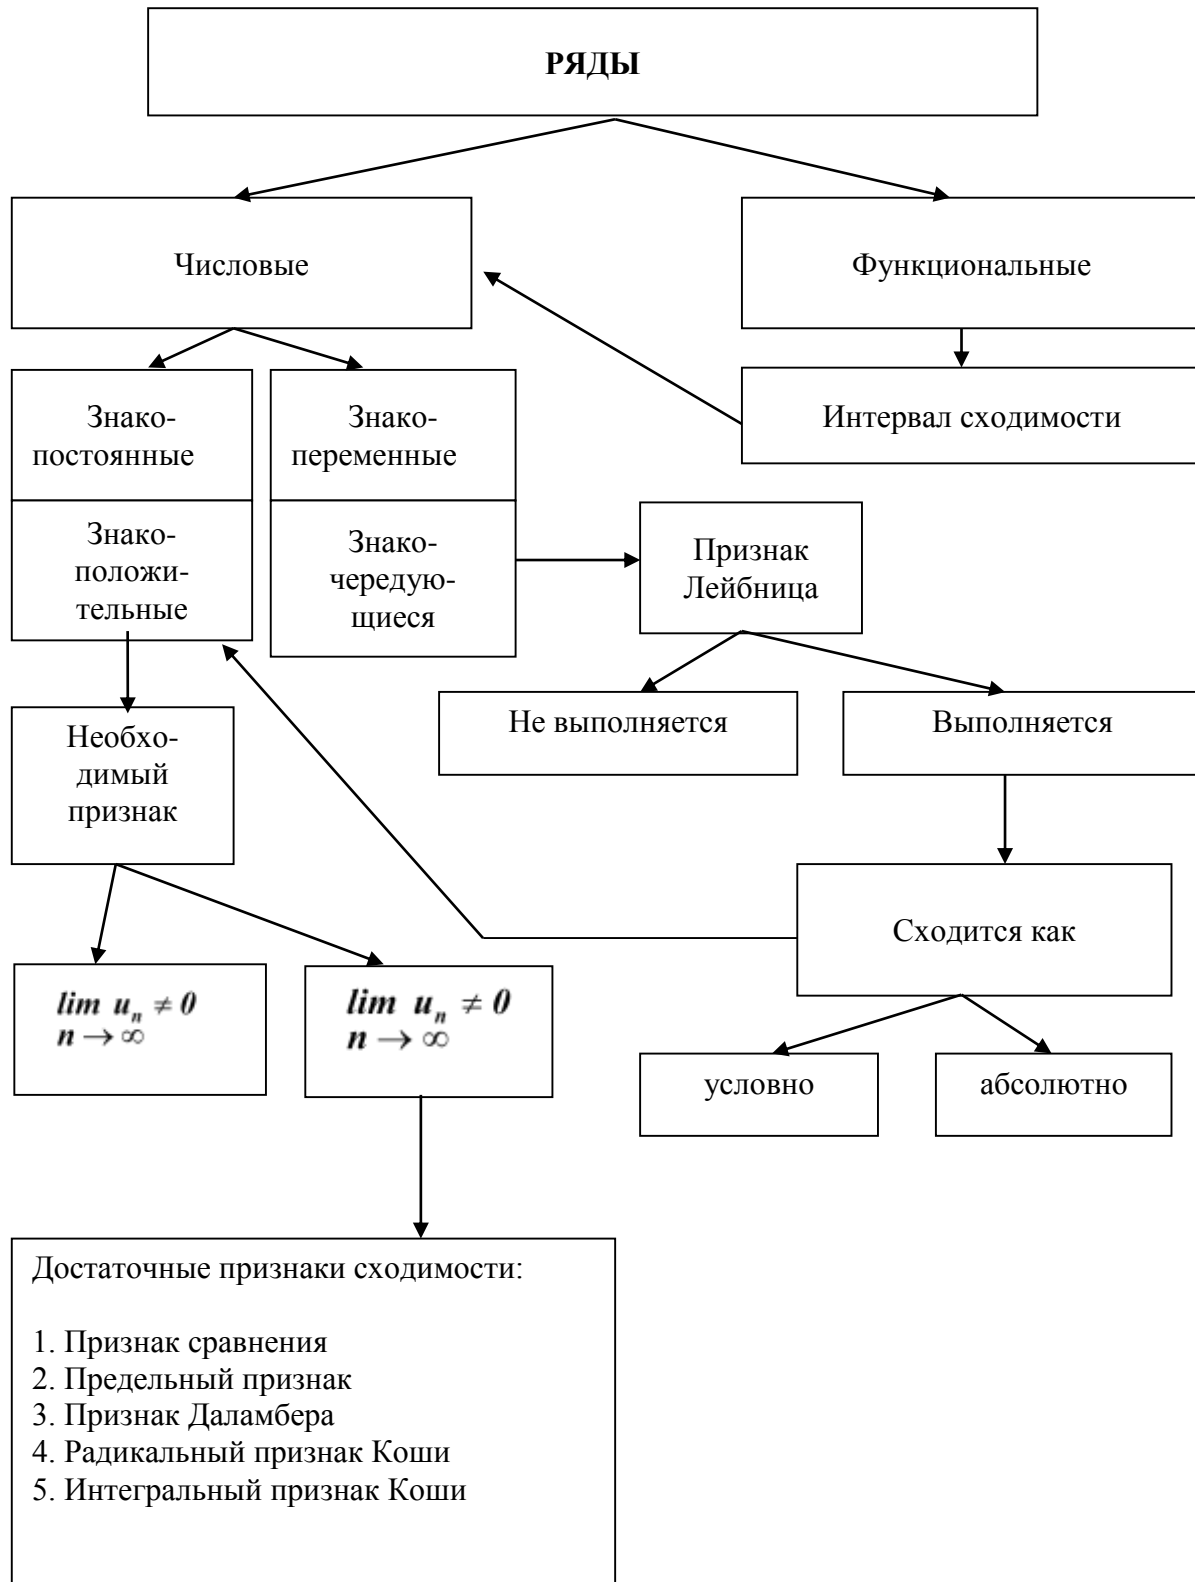 РЯДЫ
Числовые
Функциональные
Знако-
постоянные
Знако-
переменные
Интервал сходимости
Знако-
положи-
тельные
Знако-
чередую-
щиеся
Признак
Лейбница
Не выполняется
Выполняется
Необхо-
димый
признак
Сходится как
lim uₙ ≠ 0
n → ∞
lim uₙ ≠ 0
n → ∞
условно
абсолютно
Достаточные признаки сходимости:
1. Признак сравнения
2. Предельный признак
3. Признак Даламбера
4. Радикальный признак Коши
5. Интегральный признак Коши